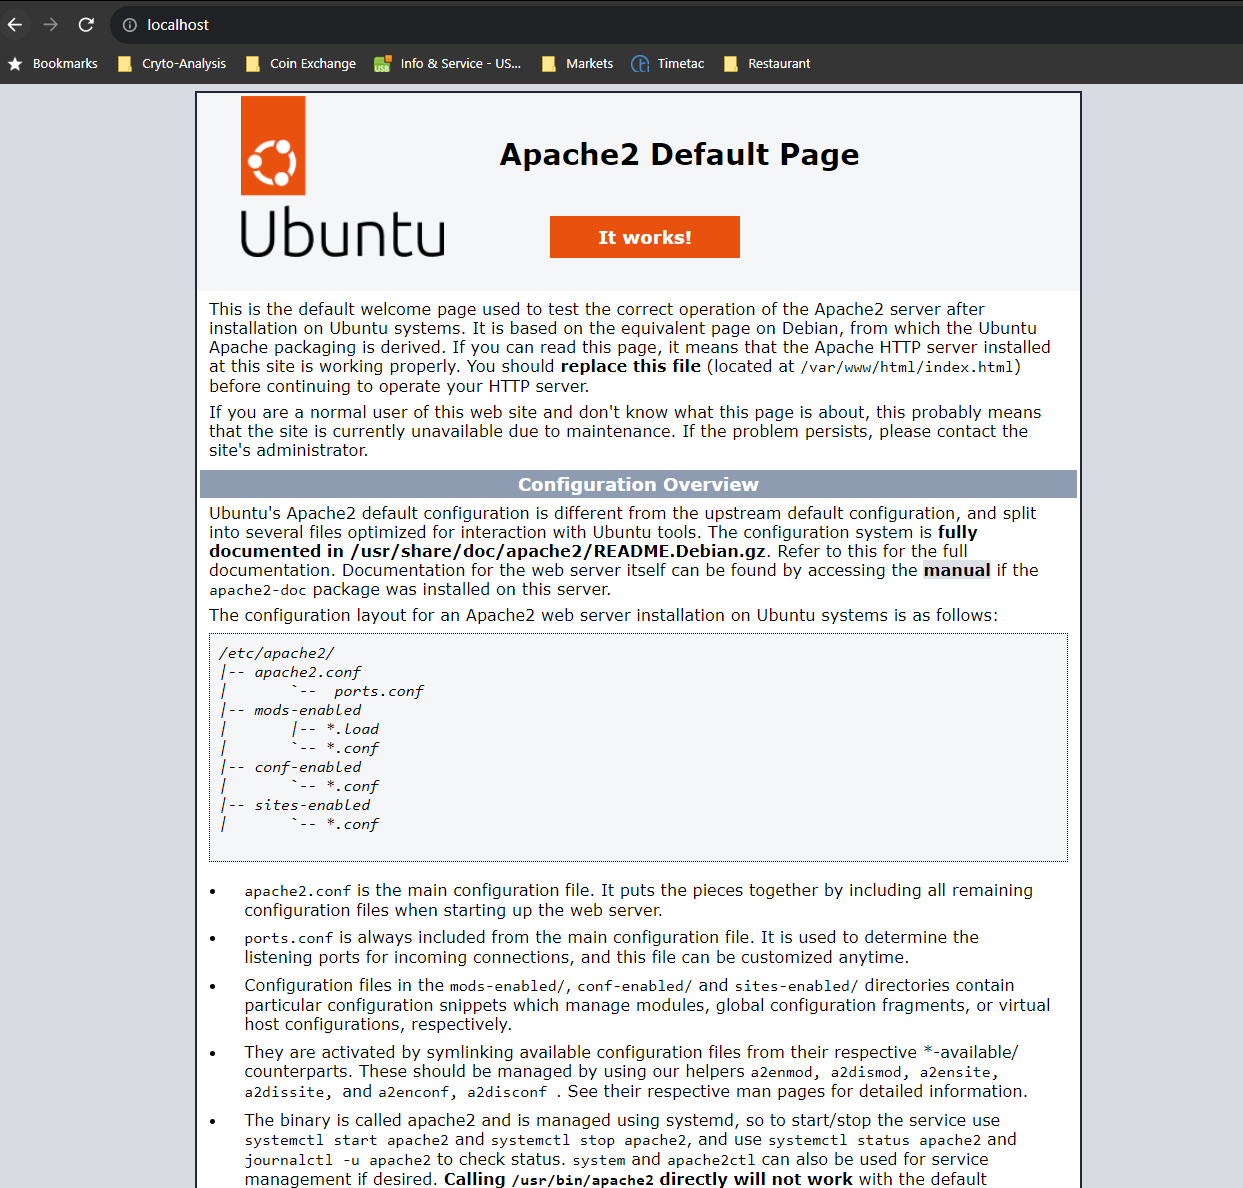 localhost
Bookmarks Cryto-Analysis Coin Exchange Info & Service - US... Markets Timetac Restaurant
Ubuntu
Apache2 Default Page
It works!
This is the default welcome page used to test the correct operation of the Apache2 server after
installation on Ubuntu systems. It is based on the equivalent page on Debian, from which the Ubuntu
Apache packaging is derived. If you can read this page, it means that the Apache HTTP server installed
at this site is working properly. You should replace this file (located at /var/www/html/index.html)
before continuing to operate your HTTP server.
If you are a normal user of this web site and don't know what this page is about, this probably means
that the site is currently unavailable due to maintenance. If the problem persists, please contact the
site's administrator.
Configuration Overview
Ubuntu's Apache2 default configuration is different from the upstream default configuration, and split
into several files optimized for interaction with Ubuntu tools. The configuration system is fully
documented in /usr/share/doc/apache2/README.Debian.gz. Refer to this for the full
documentation. Documentation for the web server itself can be found by accessing the manual if the
apache2-doc package was installed on this server.
The configuration layout for an Apache2 web server installation on Ubuntu systems is as follows:
/etc/apache2/
|-- apache2.conf
|       `--  ports.conf
|-- mods-enabled
|       |-- *.load
|       `-- *.conf
|-- conf-enabled
|       `-- *.conf
|-- sites-enabled
|       `-- *.conf
• apache2.conf is the main configuration file. It puts the pieces together by including all remaining
configuration files when starting up the web server.
• ports.conf is always included from the main configuration file. It is used to determine the
listening ports for incoming connections, and this file can be customized anytime.
• Configuration files in the mods-enabled/, conf-enabled/ and sites-enabled/ directories contain
particular configuration snippets which manage modules, global configuration fragments, or virtual
host configurations, respectively.
• They are activated by symlinking available configuration files from their respective *-available/
counterparts. These should be managed by using our helpers a2enmod, a2dismod, a2ensite,
a2dissite, and a2enconf, a2disconf . See their respective man pages for detailed information.
• The binary is called apache2 and is managed using systemd, so to start/stop the service use
systemctl start apache2 and systemctl stop apache2, and use systemctl status apache2 and
journalctl -u apache2 to check status. system and apache2ctl can also be used for service
management if desired. Calling /usr/bin/apache2 directly will not work with the default